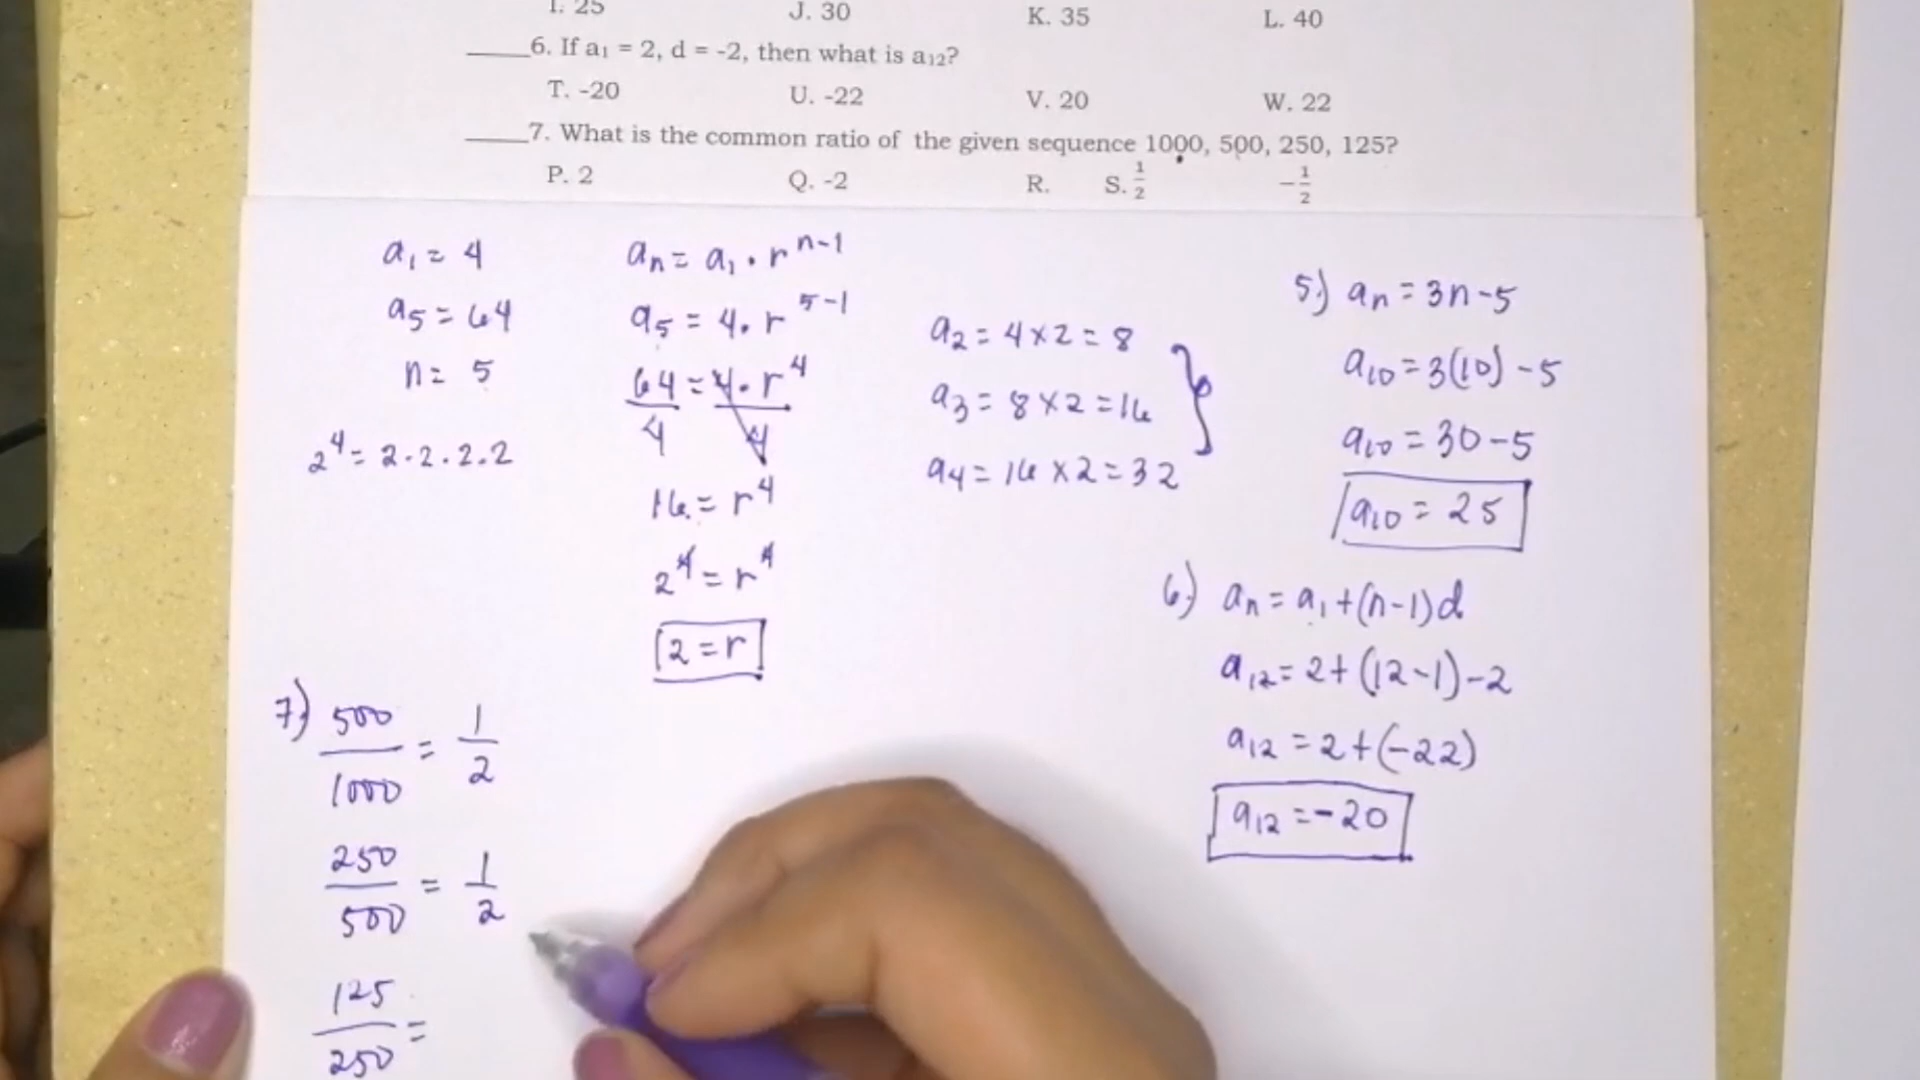 I. 25 J. 30 K. 35 L. 40
_____6. If a₁ = 2, d = -2, then what is a₁₂?
T. -20 U. -22 V. 20 W. 22
_____7. What is the common ratio of the given sequence 1000, 500, 250, 125?
P. 2 Q. -2 R. S. 1/2 -1/2
a₁ = 4
a₅ = 64
n = 5
2⁴ = 2·2·2·2
aₙ = a₁ · r^(n-1)
a₅ = 4 · r^(5-1)
64/4 = 4·r⁴/4
16 = r⁴
2⁴ = r⁴
2 = r
a₂ = 4 x 2 = 8
a₃ = 8 x 2 = 16
a₄ = 16 x 2 = 32
5.) aₙ = 3n - 5
a₁₀ = 3(10) - 5
a₁₀ = 30 - 5
a₁₀ = 25
6.) aₙ = a₁ + (n-1)d
a₁₂ = 2 + (12-1) -2
a₁₂ = 2 + (-22)
a₁₂ = -20
7.) 500/1000 = 1/2
250/500 = 1/2
125/250 =